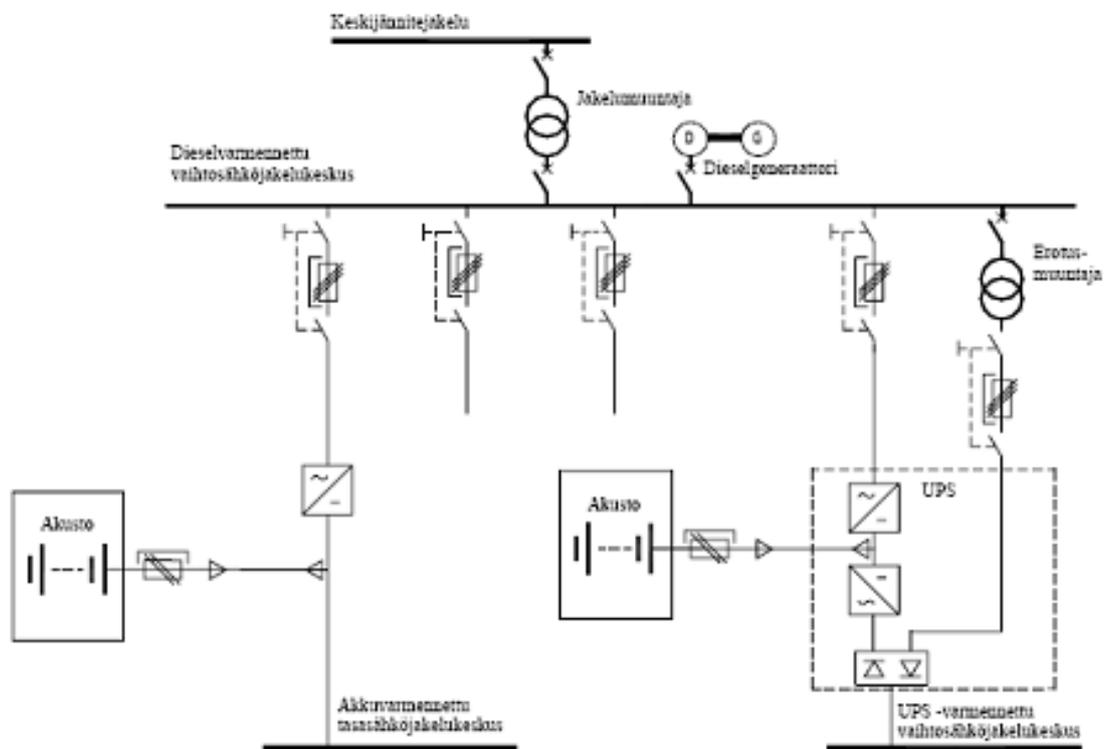 Keskijännitejakelu
Jakelumuuntaja
D
G
Dieselgeneraattori
Dieselvarmennettu
vaihtosähköjakelukeskus
Erotus-
muuntaja
UPS
Akusto
Akusto
Akkuvarmennettu
tasasähköjakelukeskus
UPS -varmennettu
vaihtosähköjakelukeskus